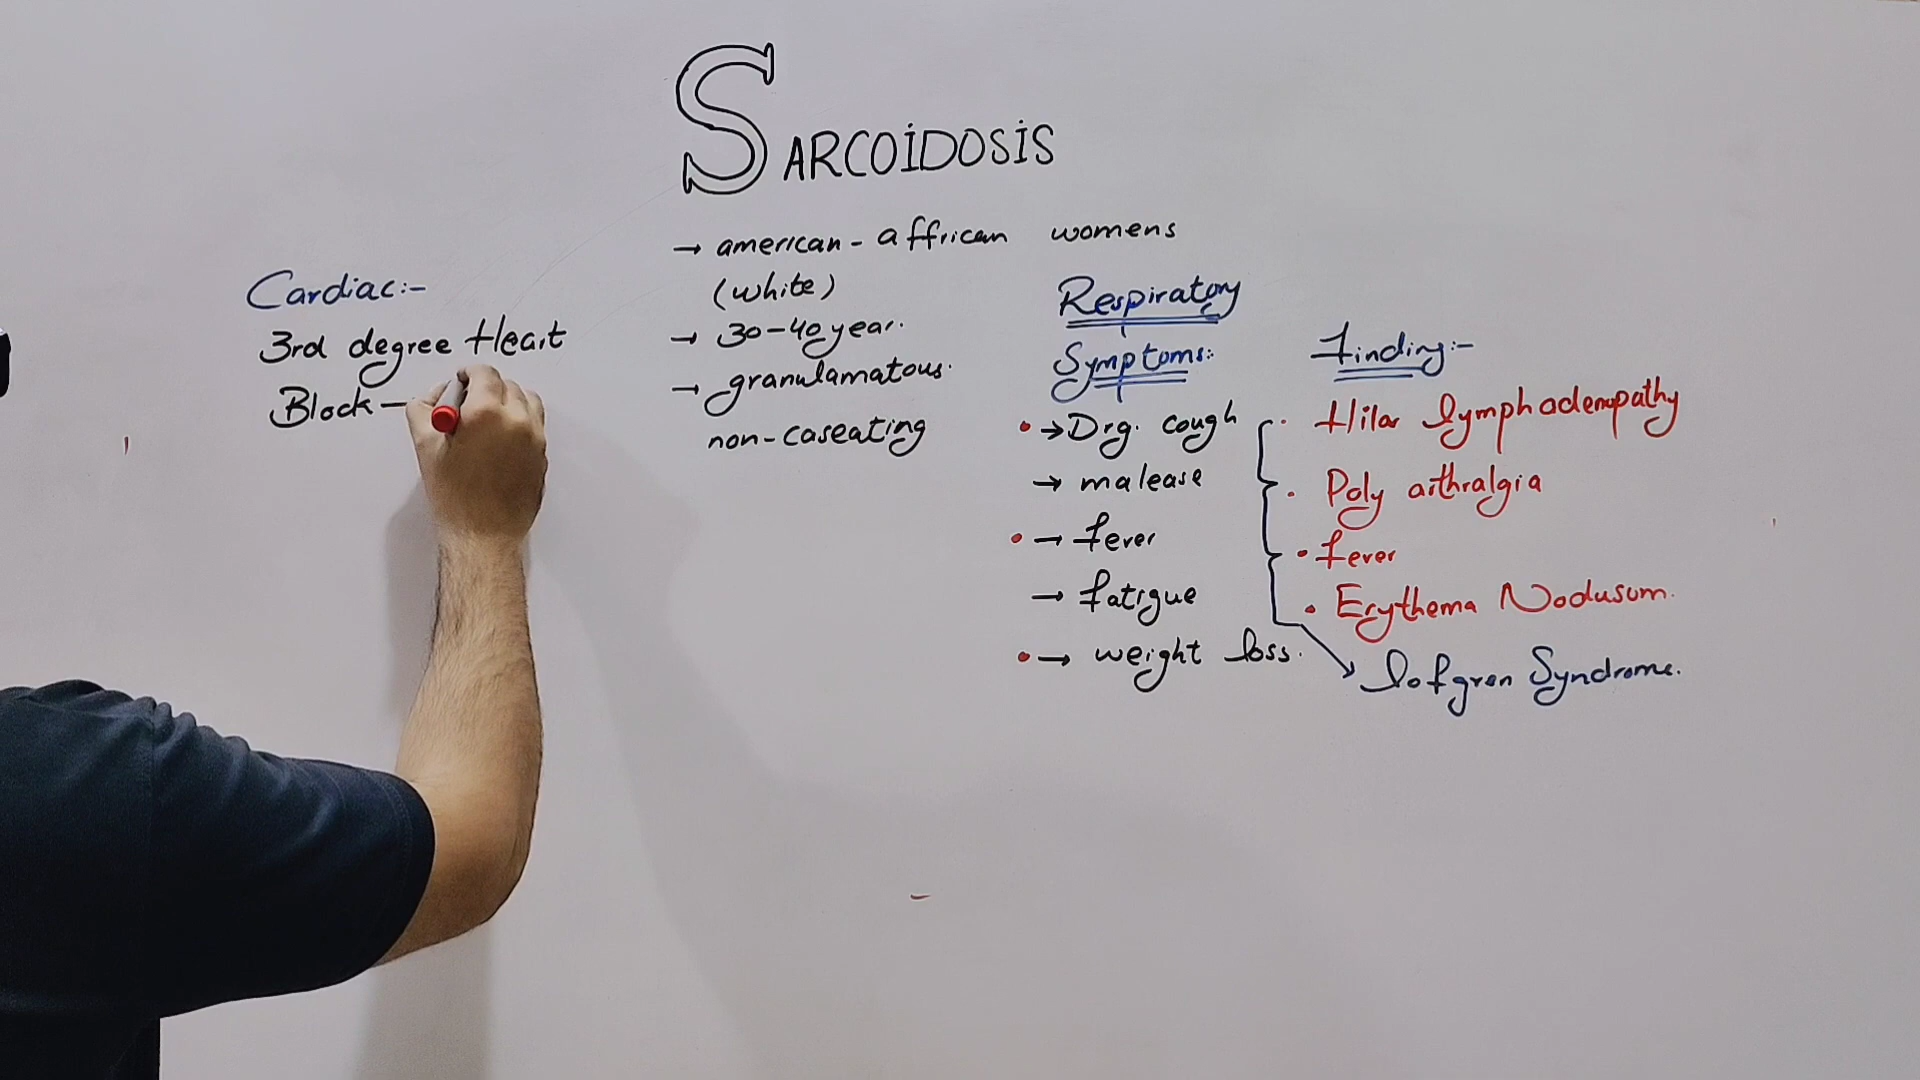 SARCOIDOSIS
→ american - affrican womens
(white)
→ 30-40 year.
→ granulamatous.
non-caseating
Cardiac:-
3rd degree Heart
Block —
Respiratory
Symptoms:
• → Dry. cough
→ malease
• → fever
→ fatigue
• → weight loss.
Finding:-
• Hilar lymphadenopathy
• Poly arthralgia
• fever
• Erythema Nodusum.
lofgren Syndrome.